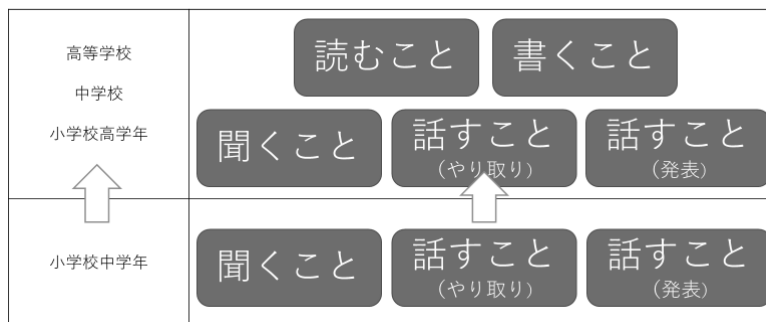 高等学校
中学校
小学校高学年
読むこと
書くこと
聞くこと
話すこと
(やり取り)
話すこと
(発表)
小学校中学年
聞くこと
話すこと
(やり取り)
話すこと
(発表)